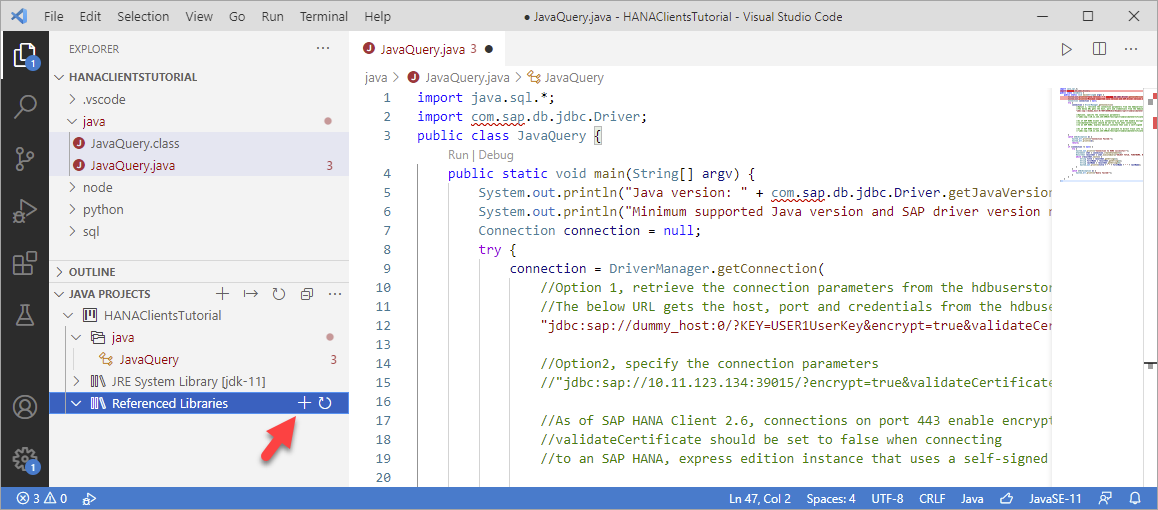 File Edit Selection View Go Run Terminal Help
● JavaQuery.java - HANAClientsTutorial - Visual Studio Code
1
1
EXPLORER
HANACLIENTSTUTORIAL
.vscode
java
JavaQuery.class
JavaQuery.java 3
node
python
sql
OUTLINE
JAVA PROJECTS
HANAClientsTutorial
java
JavaQuery 3
JRE System Library [jdk-11]
Referenced Libraries
J JavaQuery.java 3 ●
java > J JavaQuery.java > JavaQuery
1 import java.sql.*;
2 import com.sap.db.jdbc.Driver;
3 public class JavaQuery {
Run | Debug
4 public static void main(String[] argv) {
5 System.out.println("Java version: " + com.sap.db.jdbc.Driver.getJavaVersion
6 System.out.println("Minimum supported Java version and SAP driver version n
7 Connection connection = null;
8 try {
9 connection = DriverManager.getConnection(
10 //Option 1, retrieve the connection parameters from the hdbuserstor
11 //The below URL gets the host, port and credentials from the hdbuse
12 "jdbc:sap://dummy_host:0/?KEY=USER1UserKey&encrypt=true&validateCer
13
14 //Option2, specify the connection parameters
15 //"jdbc:sap://10.11.123.134:39015/?encrypt=true&validateCertificate
16
17 //As of SAP HANA Client 2.6, connections on port 443 enable encrypt
18 //validateCertificate should be set to false when connecting
19 //to an SAP HANA, express edition instance that uses a self-signed
20
3 0
Ln 47, Col 2 Spaces: 4 UTF-8 CRLF Java JavaSE-11